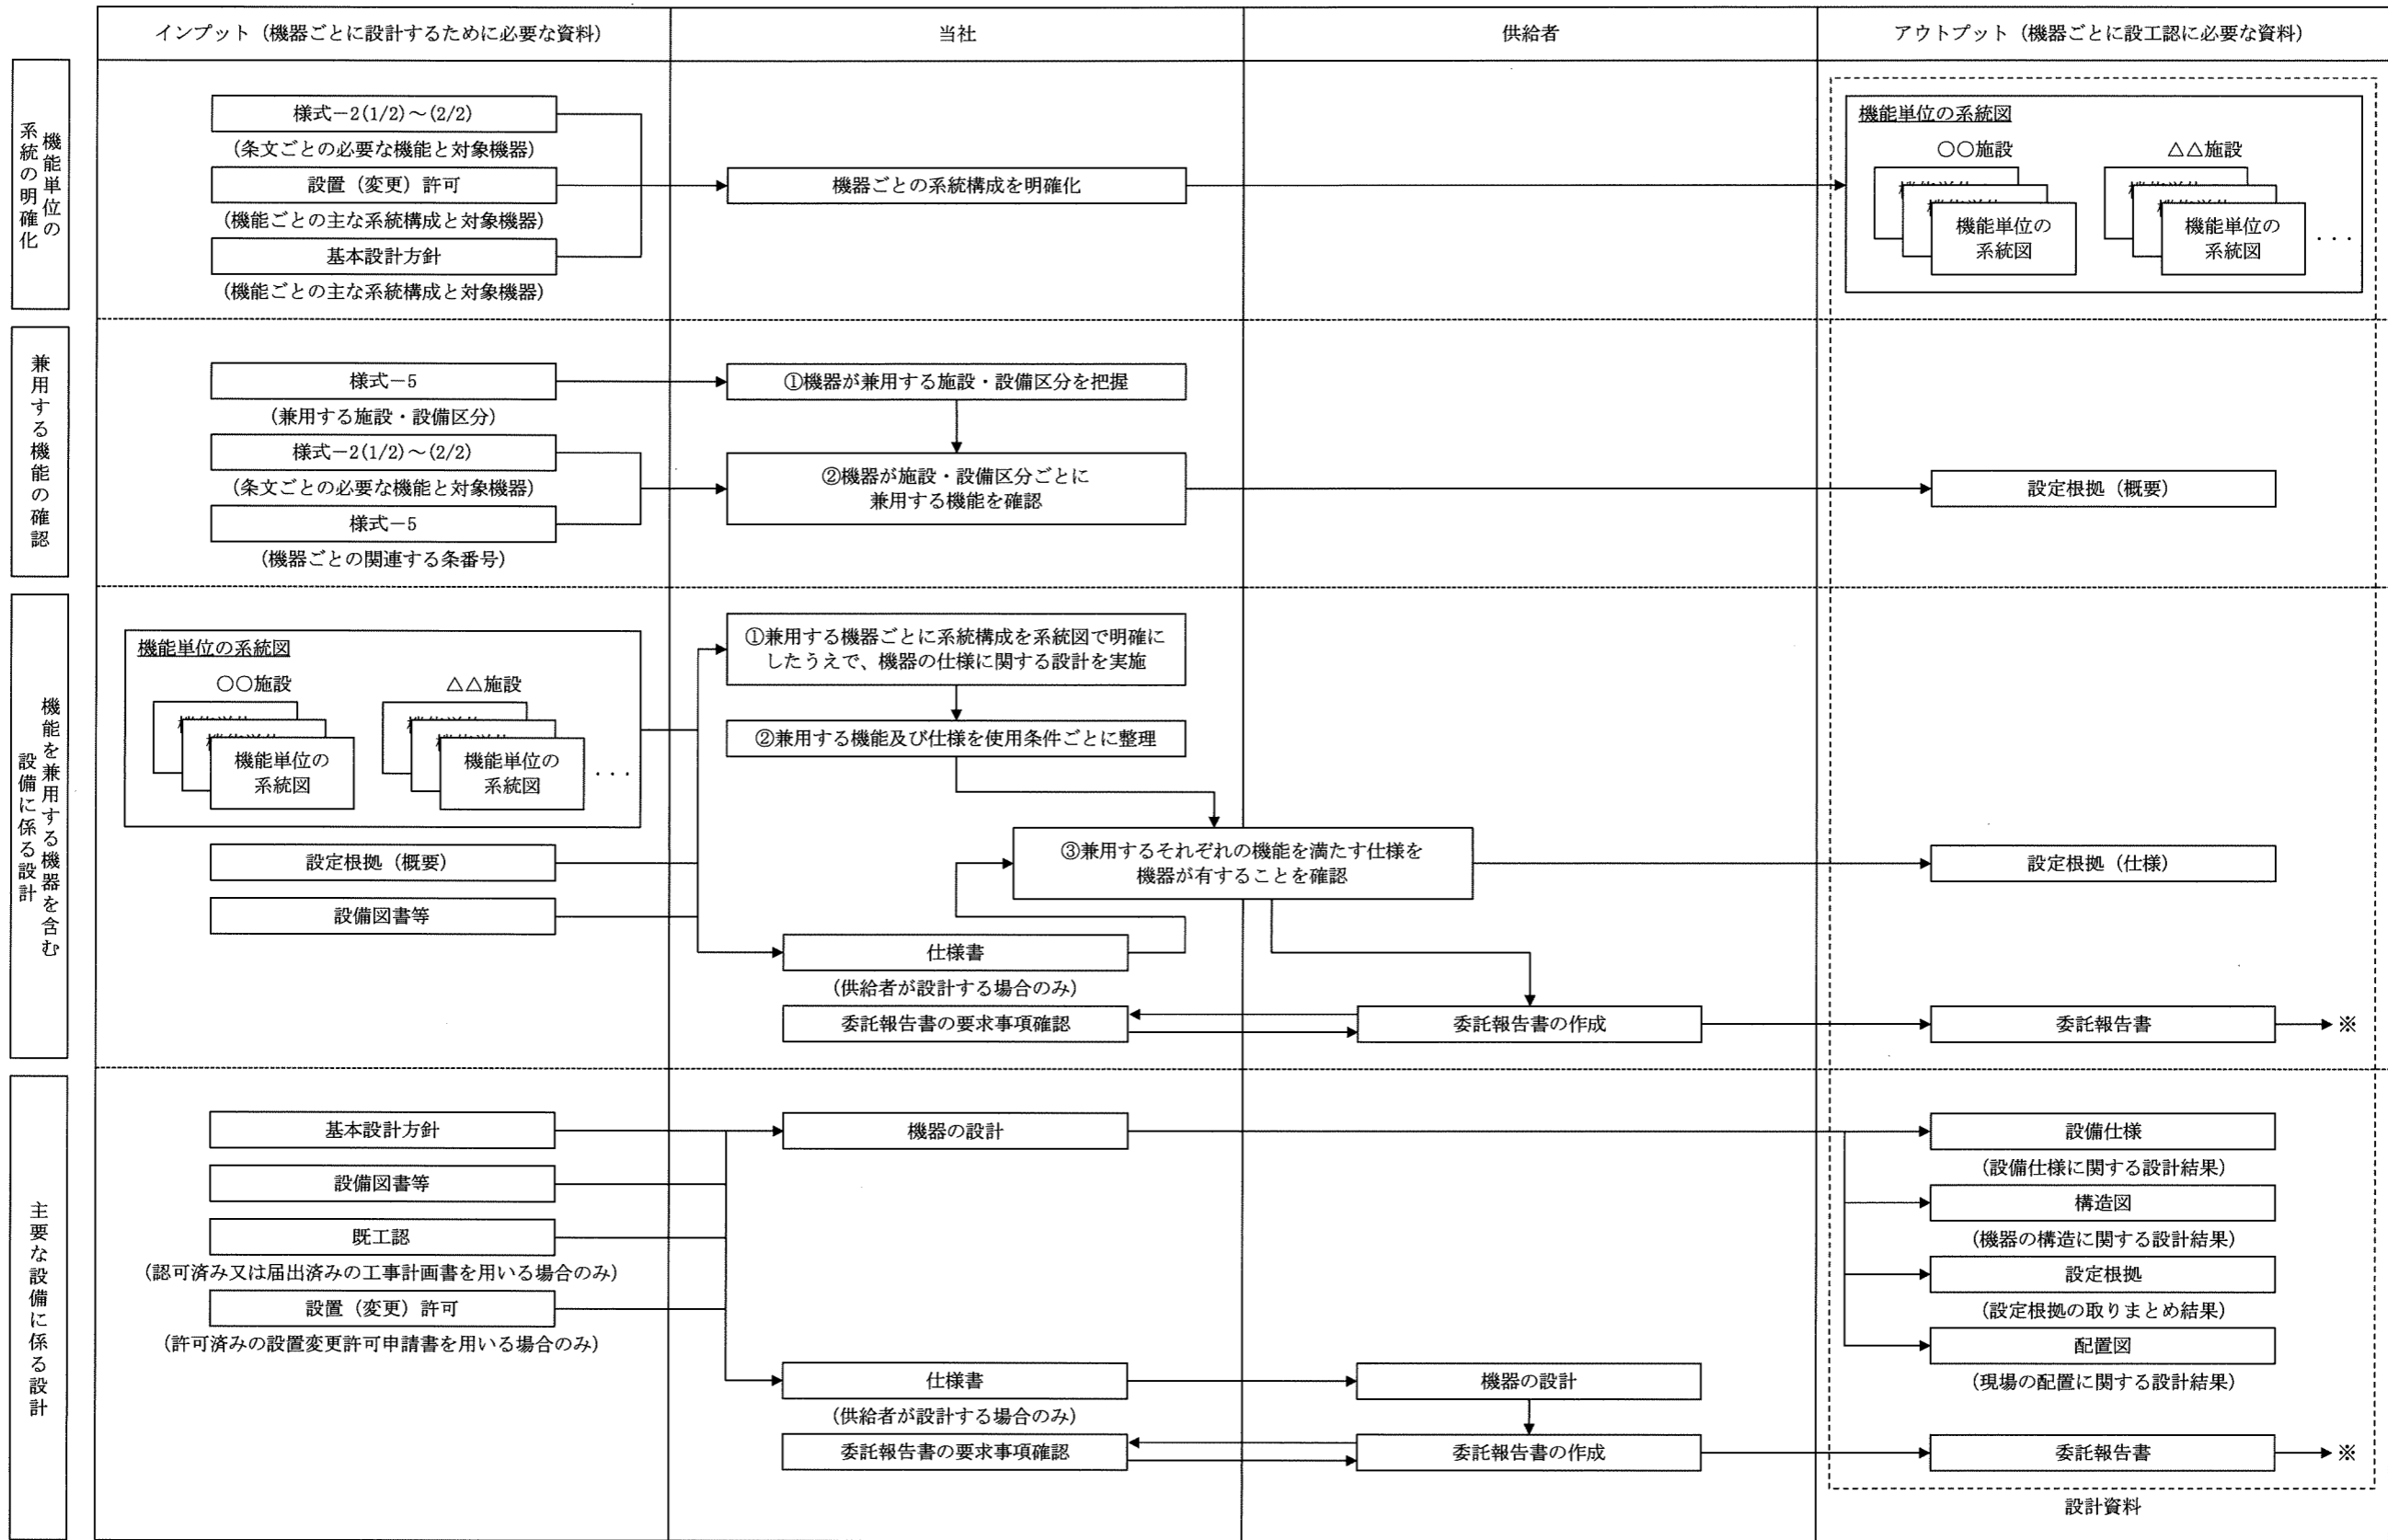 インプット（機器ごとに設計するために必要な資料）
当社
供給者
アウトプット（機器ごとに設工認に必要な資料）
機能単位の
系統の明確化
様式－2(1/2)～(2/2)
(条文ごとの必要な機能と対象機器)
設置（変更）許可
(機能ごとの主な系統構成と対象機器)
基本設計方針
(機能ごとの主な系統構成と対象機器)
機器ごとの系統構成を明確化
機能単位の系統図
○○施設
△△施設
機能単位の
系統図
機能単位の
系統図
・・・
兼用する機能の確認
様式－5
(兼用する施設・設備区分)
様式－2(1/2)～(2/2)
(条文ごとの必要な機能と対象機器)
様式－5
(機器ごとの関連する条番号)
①機器が兼用する施設・設備区分を把握
②機器が施設・設備区分ごとに
兼用する機能を確認
設定根拠（概要）
機能を兼用する機器を含む
設備に係る設計
機能単位の系統図
○○施設
△△施設
機能単位の
系統図
機能単位の
系統図
・・・
設定根拠（概要）
設備図書等
①兼用する機器ごとに系統構成を系統図で明確に
したうえで、機器の仕様に関する設計を実施
②兼用する機能及び仕様を使用条件ごとに整理
③兼用するそれぞれの機能を満たす仕様を
機器が有することを確認
設定根拠（仕様）
仕様書
(供給者が設計する場合のみ)
委託報告書の要求事項確認
委託報告書の作成
委託報告書
※
主要な設備に係る設計
基本設計方針
設備図書等
既工認
(認可済み又は届出済みの工事計画書を用いる場合のみ)
設置（変更）許可
(許可済みの設置変更許可申請書を用いる場合のみ)
機器の設計
設備仕様
(設備仕様に関する設計結果)
構造図
(機器の構造に関する設計結果)
設定根拠
(設定根拠の取りまとめ結果)
配置図
(現場の配置に関する設計結果)
仕様書
(供給者が設計する場合のみ)
機器の設計
委託報告書の要求事項確認
委託報告書の作成
委託報告書
※
設計資料